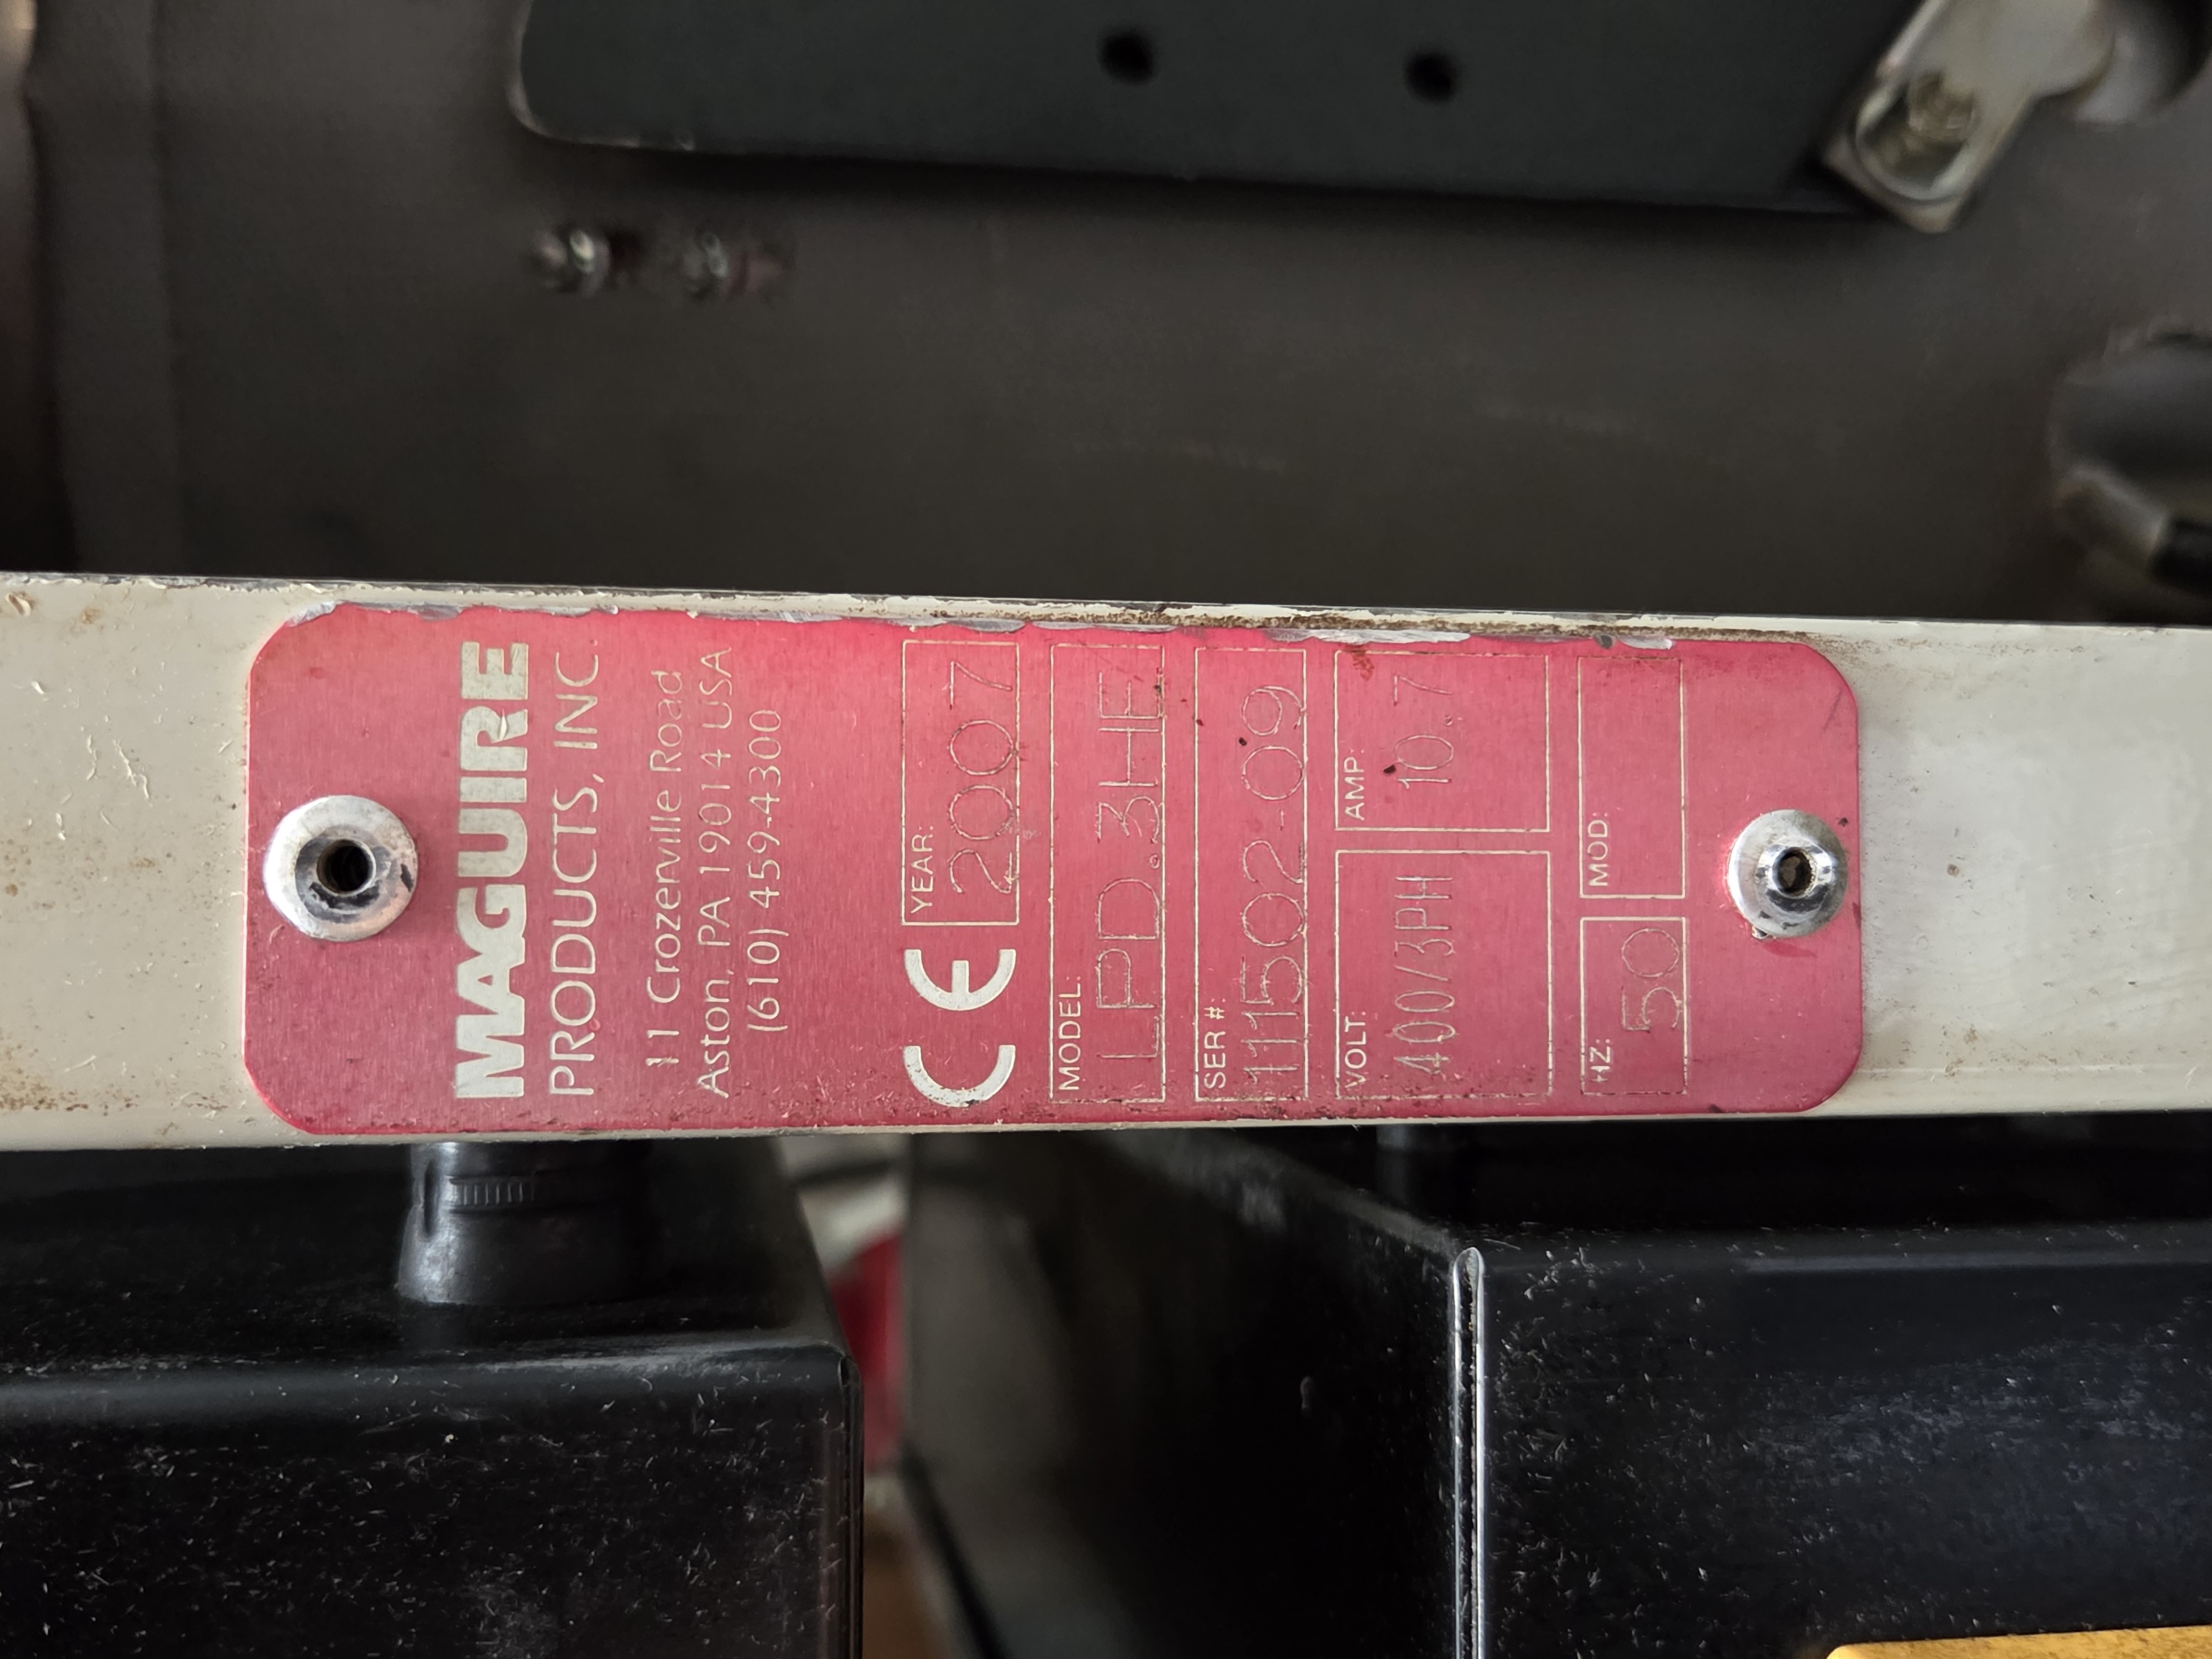 MAGUIRE
PRODUCTS, INC.
11 Crozerville Road
Aston, PA 19014 USA
(610) 459-4300
CE YEAR: 2007
MODEL: LPD.3HE
SER #: 111502-09
VOLT: 400/3PH AMP: 10.7
HZ: 50 MOD: